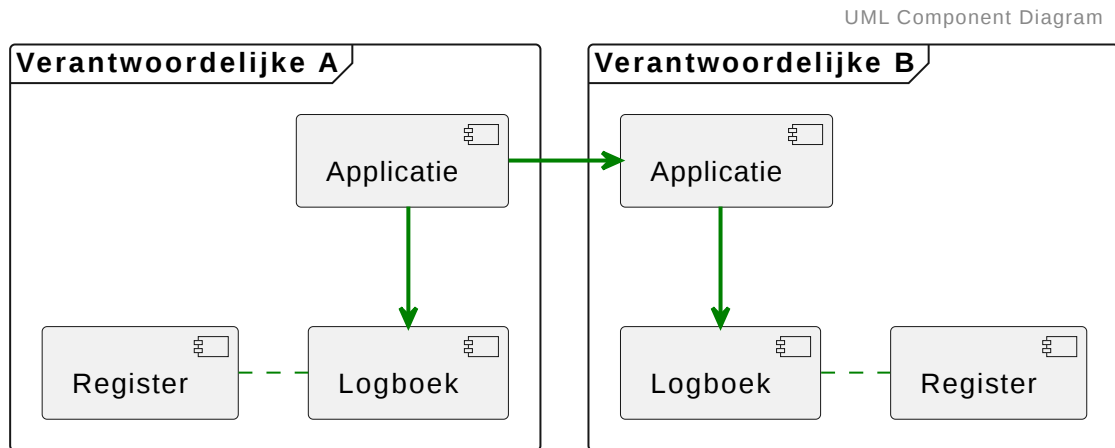 UML Component Diagram
Verantwoordelijke A
Verantwoordelijke B
Applicatie
Applicatie
Register
Logboek
Logboek
Register